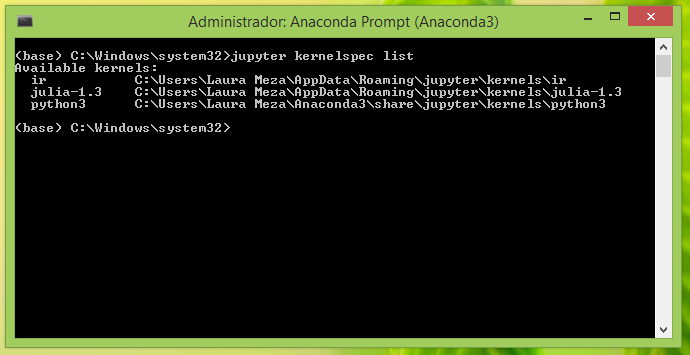 Administrador: Anaconda Prompt (Anaconda3)
(base) C:\Windows\system32>jupyter kernelspec list
Available kernels:
  ir           C:\Users\Laura Meza\AppData\Roaming\jupyter\kernels\ir
  julia-1.3    C:\Users\Laura Meza\AppData\Roaming\jupyter\kernels\julia-1.3
  python3      C:\Users\Laura Meza\Anaconda3\share\jupyter\kernels\python3
(base) C:\Windows\system32>